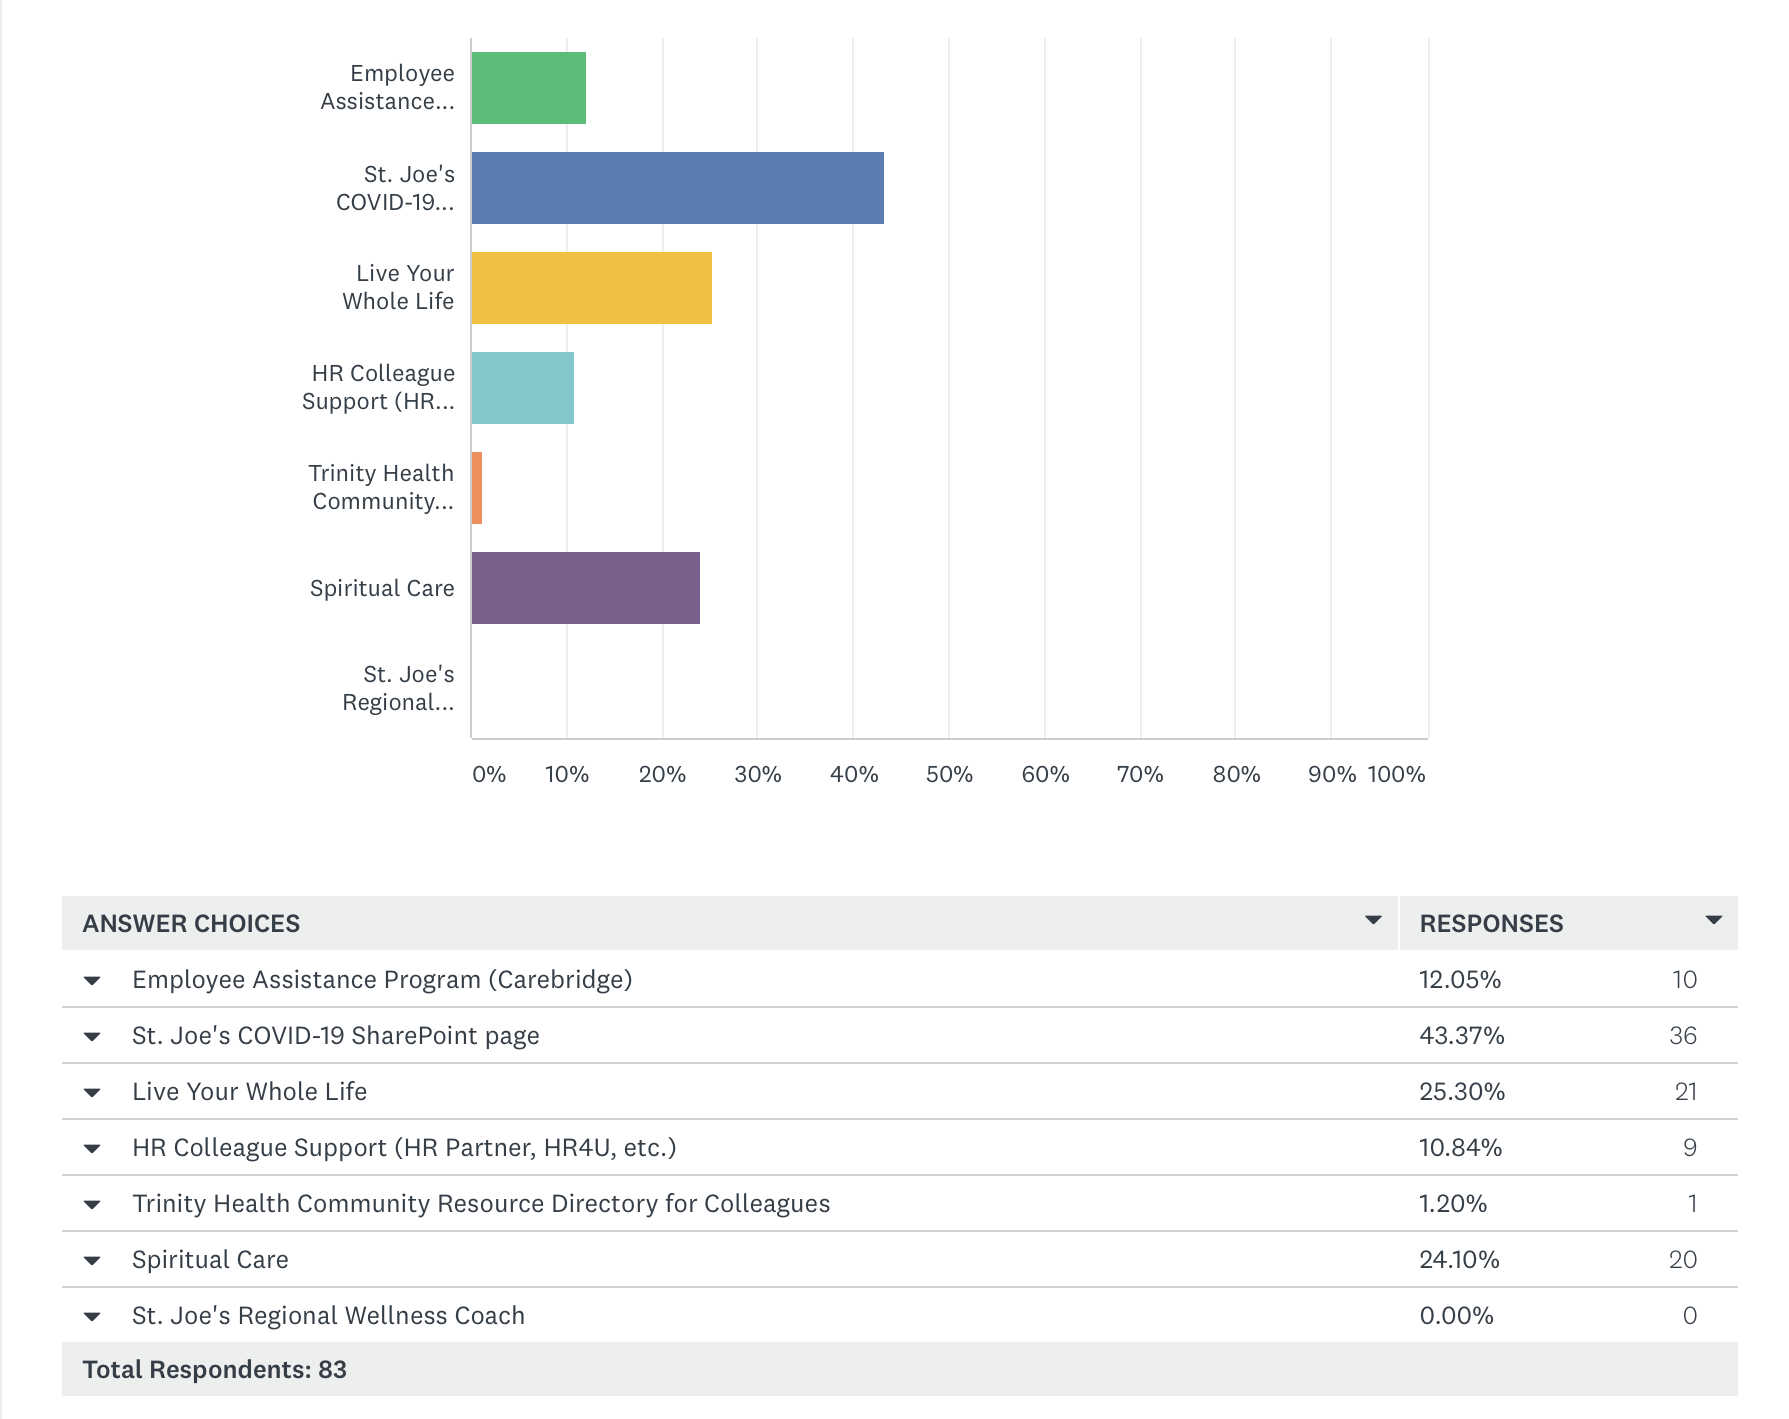 Employee
Assistance...
St. Joe's
COVID-19...
Live Your
Whole Life
HR Colleague
Support (HR...
Trinity Health
Community...
Spiritual Care
St. Joe's
Regional...
0% 10% 20% 30% 40% 50% 60% 70% 80% 90% 100%
ANSWER CHOICES RESPONSES
Employee Assistance Program (Carebridge) 12.05% 10
St. Joe's COVID-19 SharePoint page 43.37% 36
Live Your Whole Life 25.30% 21
HR Colleague Support (HR Partner, HR4U, etc.) 10.84% 9
Trinity Health Community Resource Directory for Colleagues 1.20% 1
Spiritual Care 24.10% 20
St. Joe's Regional Wellness Coach 0.00% 0
Total Respondents: 83